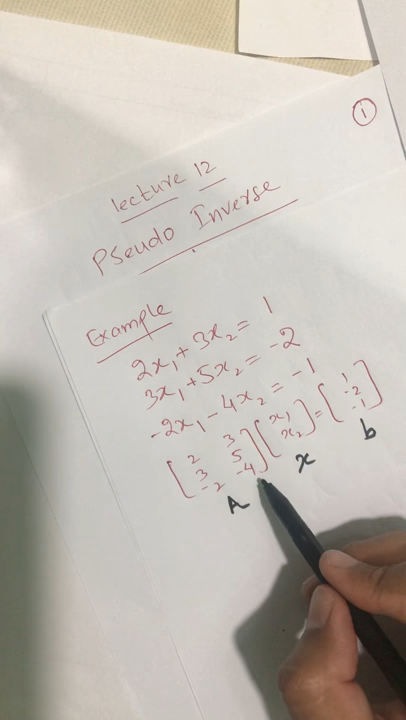 1
lecture 12
Pseudo Inverse
Example
2x₁ + 3x₂ = 1
3x₁ + 5x₂ = -2
-2x₁ - 4x₂ = -1
[2 3; 3 5; -2 -4] [x₁; x₂] = [1; -2; -1]
A x b